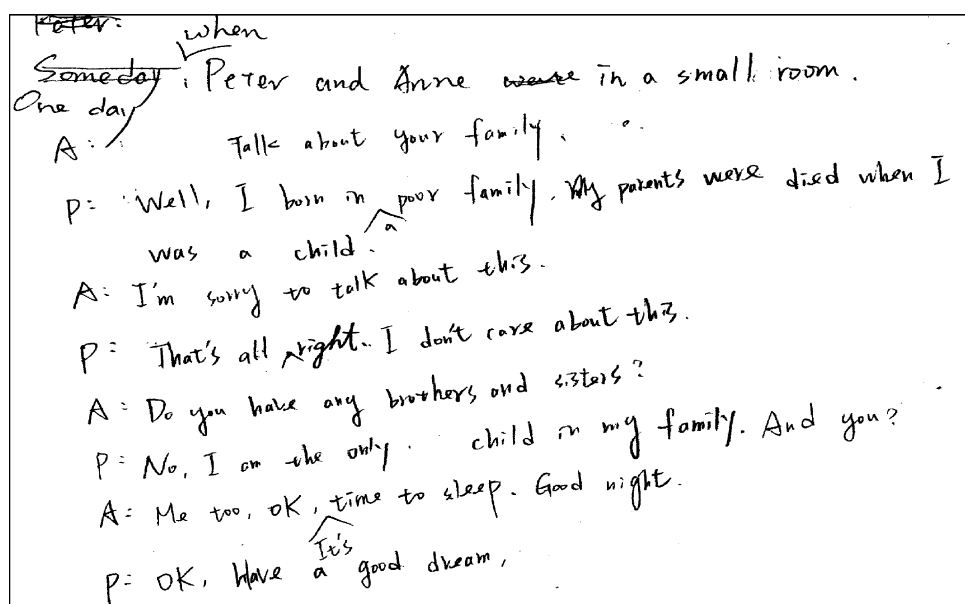 Peter:
when
Someday : Peter and Anne were in a small room.
One day
A: Talk about your family.
P: Well, I born in poor family. My parents were died when I
a
was a child.
A: I'm sorry to talk about this.
P: That's all right. I don't care about this.
A: Do you have any brothers and sisters?
P: No, I am the only. child in my family. And you?
A: Me too, OK, time to sleep. Good night.
It's
P: OK, Have a good dream,